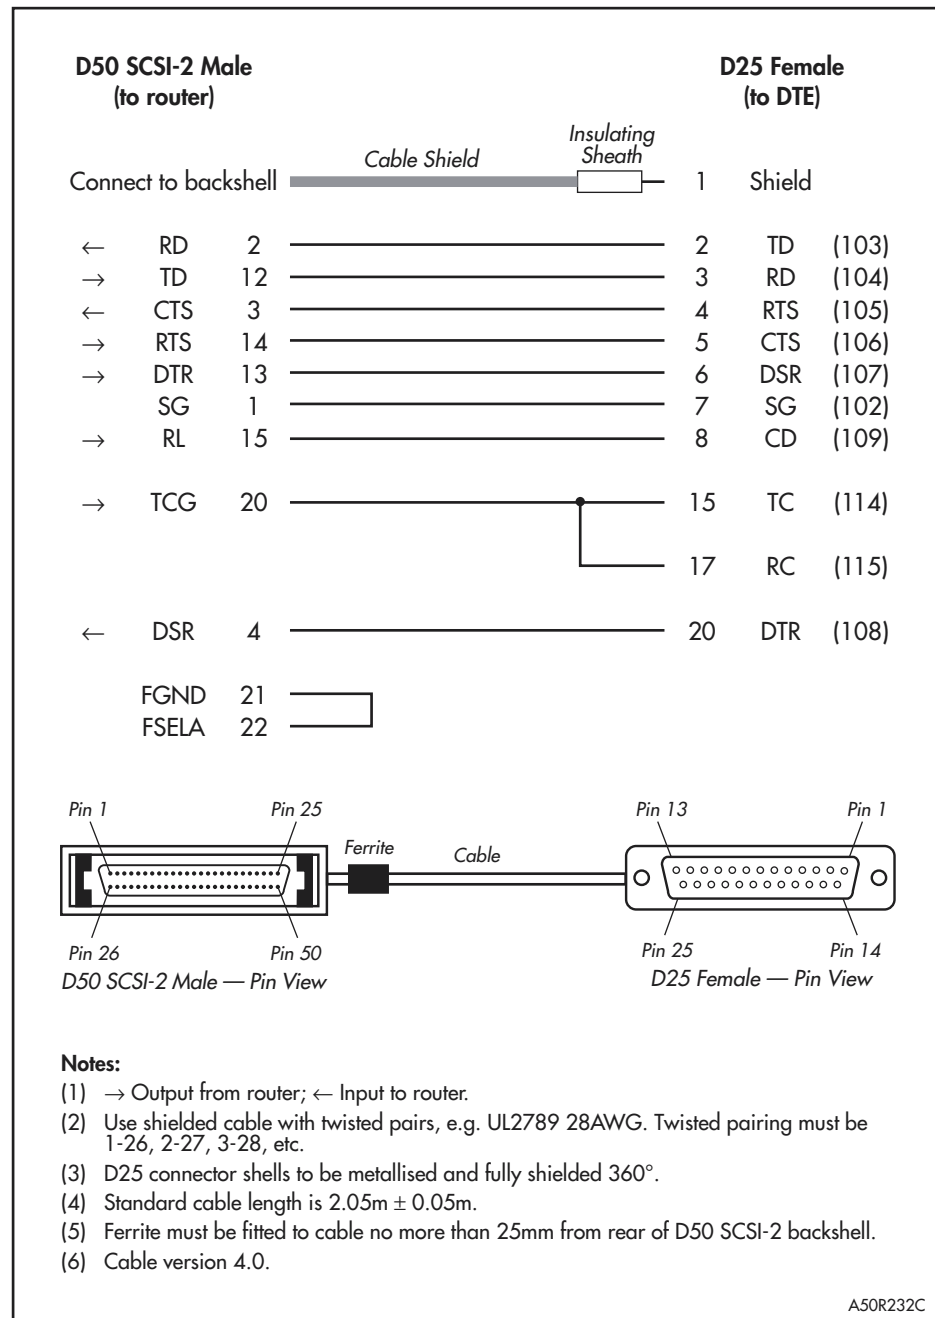 D50 SCSI-2 Male D25 Female
(to router) (to DTE)
Insulating
Cable Shield Sheath
Connect to backshell 1 Shield
← RD 2 2 TD (103)
→ TD 12 3 RD (104)
← CTS 3 4 RTS (105)
→ RTS 14 5 CTS (106)
→ DTR 13 6 DSR (107)
SG 1 7 SG (102)
→ RL 15 8 CD (109)
→ TCG 20 15 TC (114)
17 RC (115)
← DSR 4 20 DTR (108)
FGND 21
FSELA 22
Pin 1 Pin 25 Pin 13 Pin 1
Ferrite Cable
Pin 26 Pin 50 Pin 25 Pin 14
D50 SCSI-2 Male — Pin View D25 Female — Pin View
Notes:
(1) → Output from router; ← Input to router.
(2) Use shielded cable with twisted pairs, e.g. UL2789 28AWG. Twisted pairing must be
1-26, 2-27, 3-28, etc.
(3) D25 connector shells to be metallised and fully shielded 360°.
(4) Standard cable length is 2.05m ± 0.05m.
(5) Ferrite must be fitted to cable no more than 25mm from rear of D50 SCSI-2 backshell.
(6) Cable version 4.0.
A50R232C